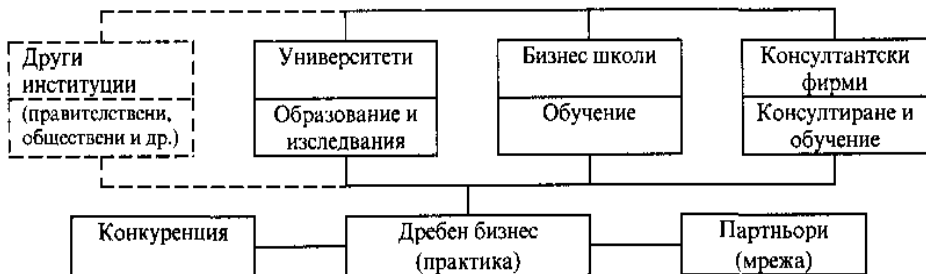 Други
институции
(правителствени,
обществени и др.)
Университети
Образование и
изследвания
Бизнес школи
Обучение
Консултантски
фирми
Консултиране и
обучение
Конкуренция
Дребен бизнес
(практика)
Партньори
(мрежа)